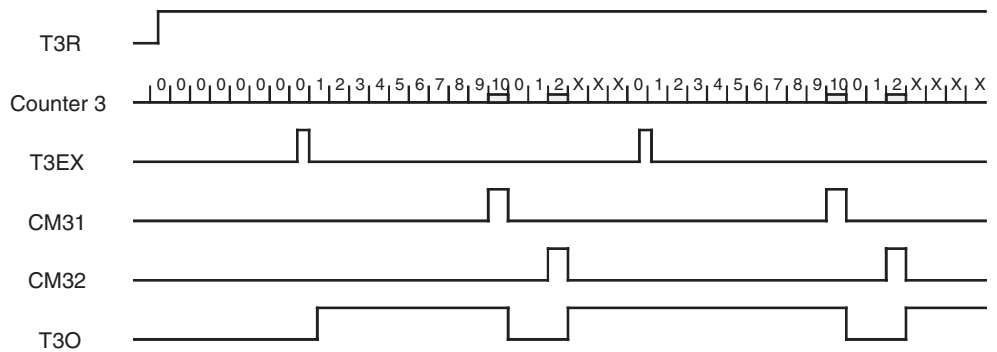 T3R
0 0 0 0 0 0 0 0 1 2 3 4 5 6 7 8 9 10 0 1 2 X X X 0 1 2 3 4 5 6 7 8 9 10 0 1 2 X X X X
Counter 3
T3EX
CM31
CM32
T3O